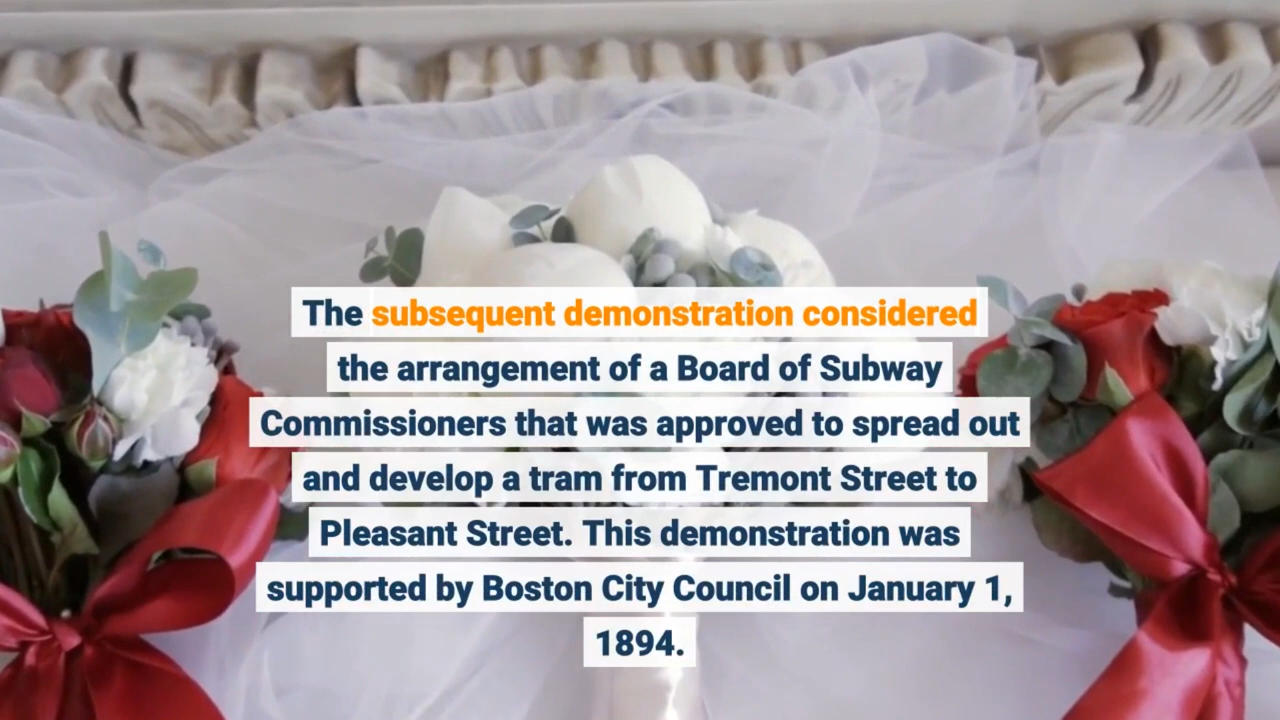 The subsequent demonstration considered
the arrangement of a Board of Subway
Commissioners that was approved to spread out
and develop a tram from Tremont Street to
Pleasant Street. This demonstration was
supported by Boston City Council on January 1,
1894.